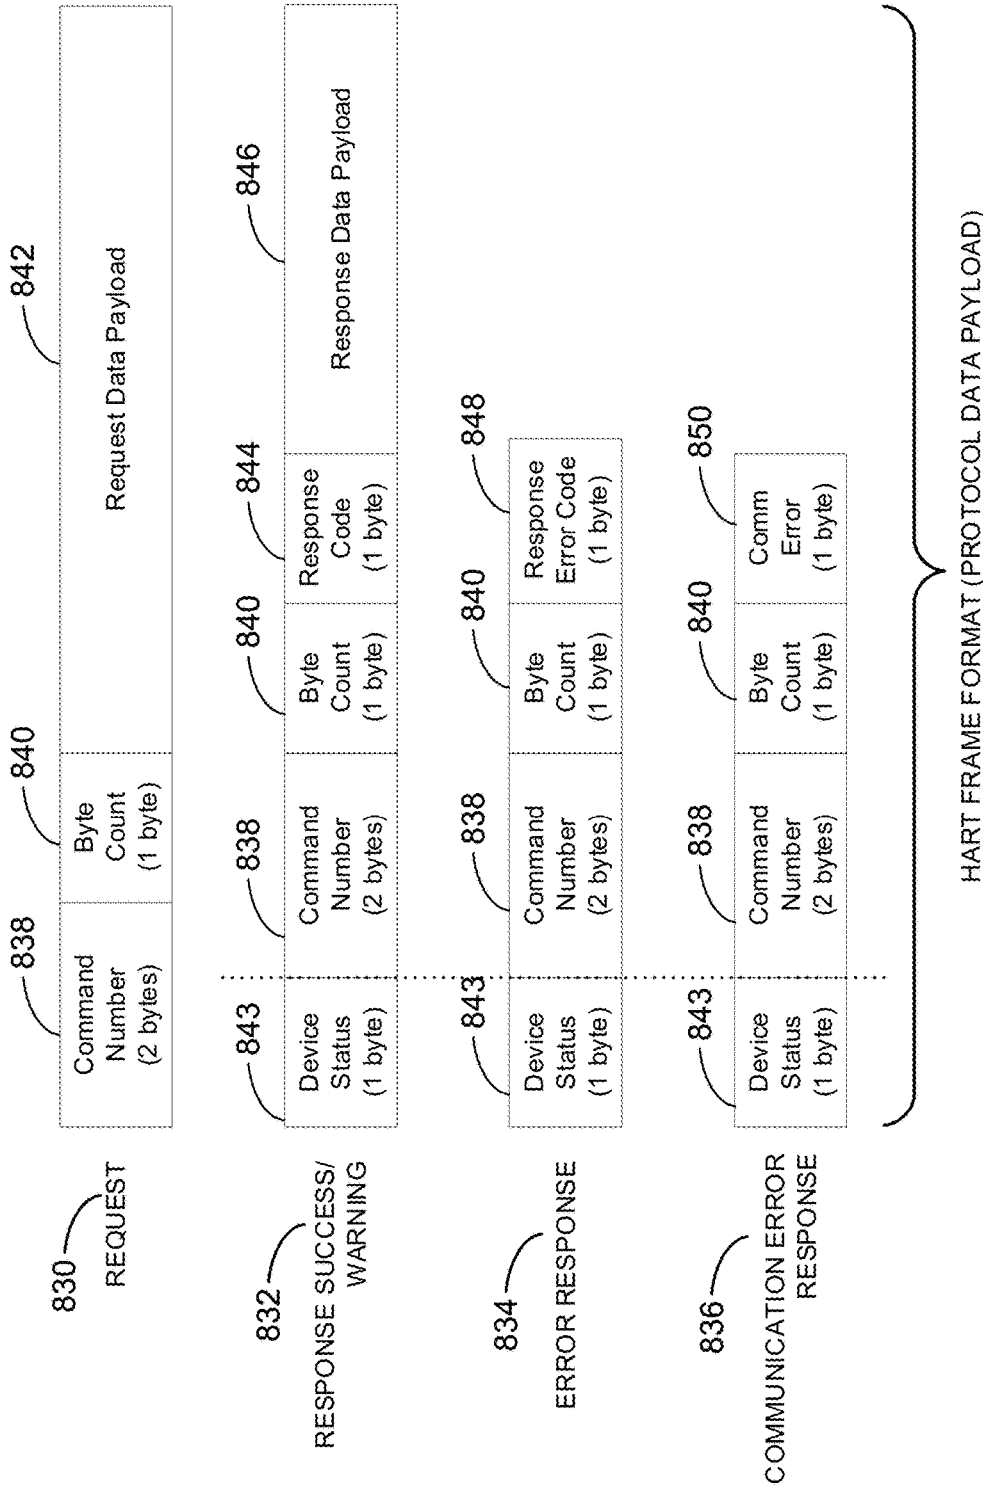 830
REQUEST
838
Command
Number
(2 bytes)
840
Byte
Count
(1 byte)
842
Request Data Payload
832
RESPONSE SUCCESS/
WARNING
843
Device
Status
(1 byte)
838
Command
Number
(2 bytes)
840
Byte
Count
(1 byte)
844
Response
Code
(1 byte)
846
Response Data Payload
834
ERROR RESPONSE
843
Device
Status
(1 byte)
838
Command
Number
(2 bytes)
840
Byte
Count
(1 byte)
848
Response
Error Code
(1 byte)
836
COMMUNICATION ERROR
RESPONSE
843
Device
Status
(1 byte)
838
Command
Number
(2 bytes)
840
Byte
Count
(1 byte)
850
Comm
Error
(1 byte)
HART FRAME FORMAT (PROTOCOL DATA PAYLOAD)